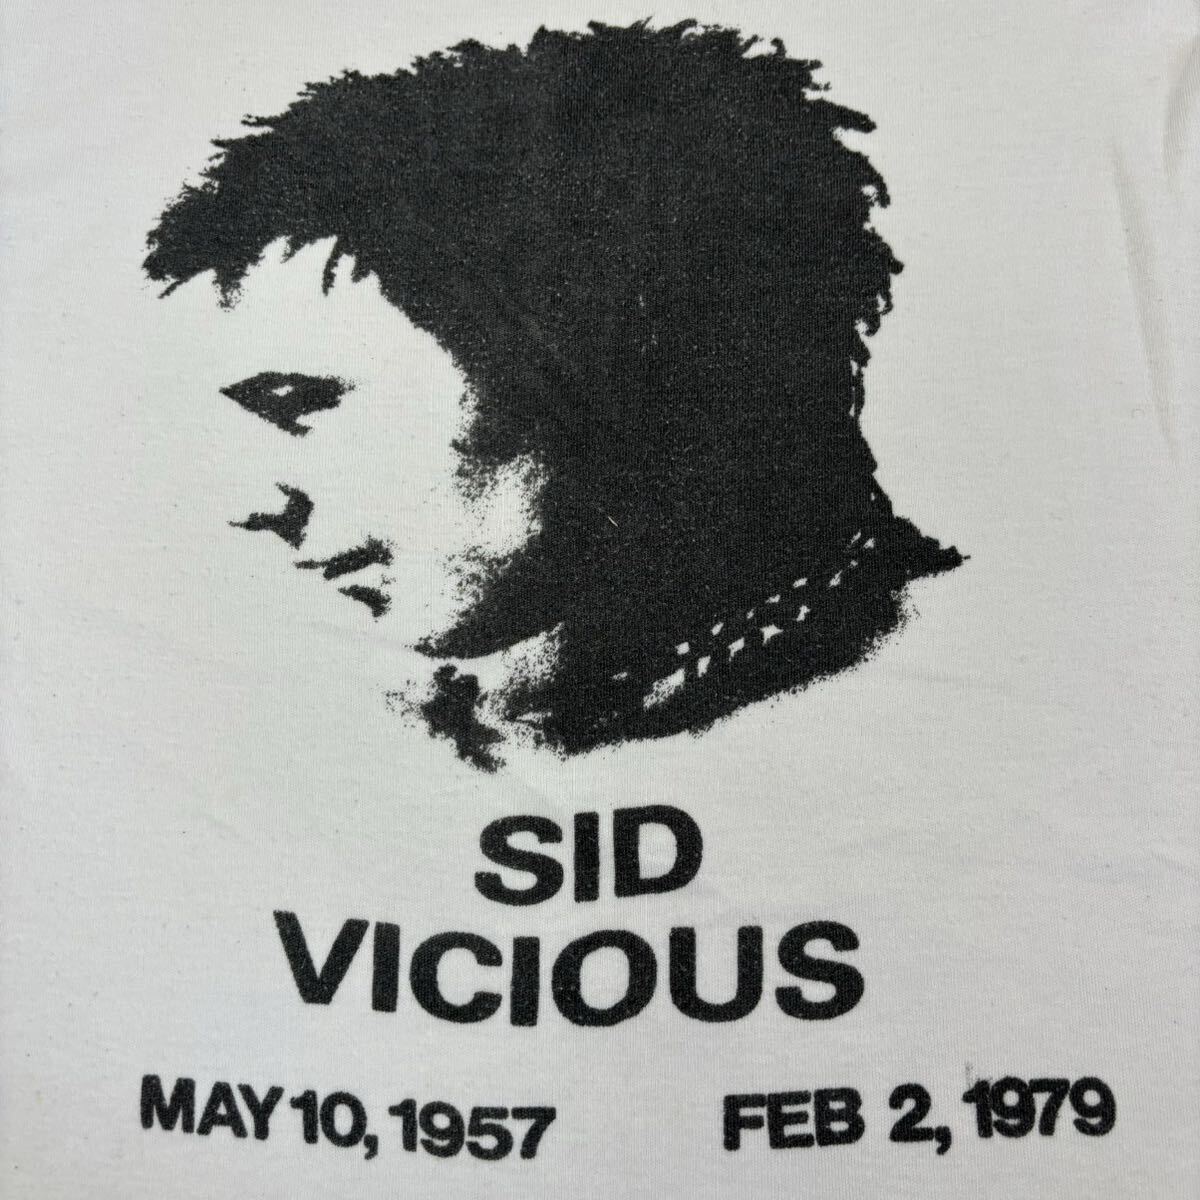 SID
VICIOUS
MAY 10, 1957 FEB 2, 1979